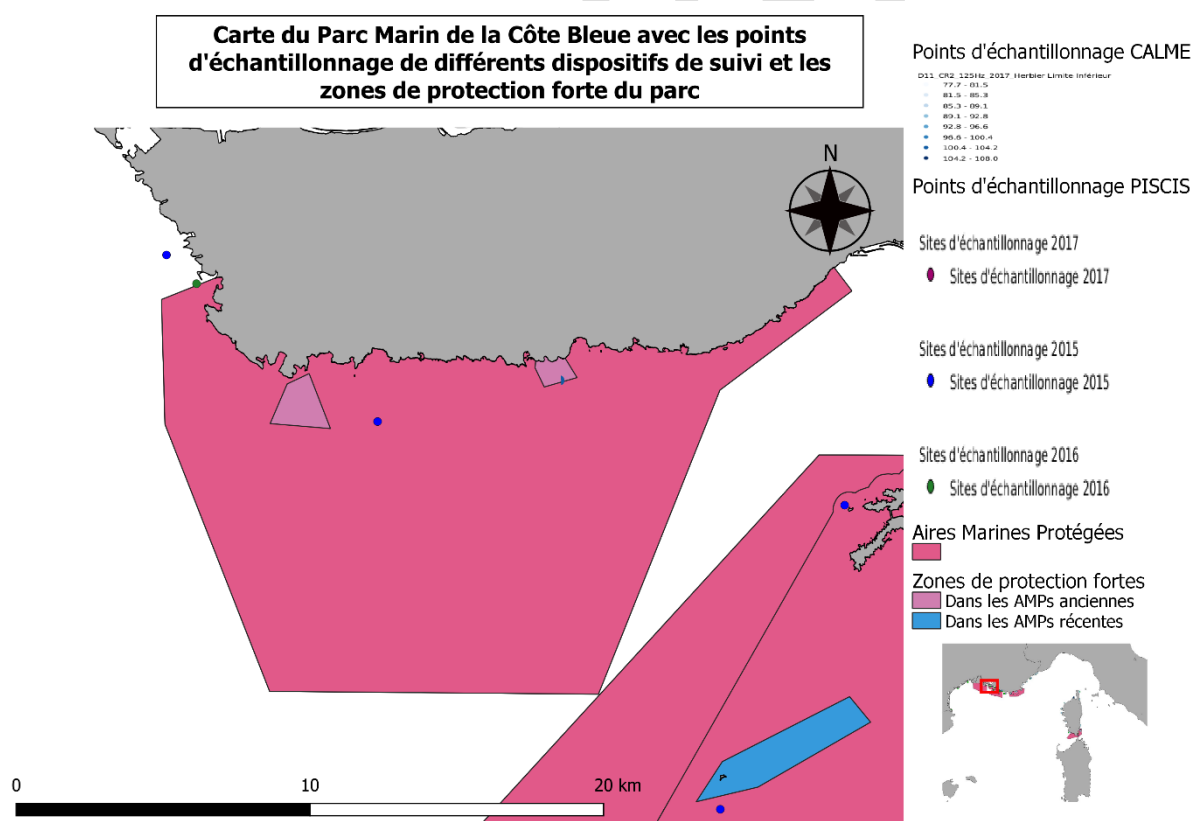 Carte du Parc Marin de la Côte Bleue avec les points
d'échantillonnage de différents dispositifs de suivi et les
zones de protection forte du parc
N
0
10
20 km
Points d'échantillonnage CALME
D11_CR2_125Hz_2017_Herbier Limite Inférieur
77.7 - 81.5
81.5 - 85.3
85.3 - 89.1
89.1 - 92.8
92.8 - 96.6
96.6 - 100.4
100.4 - 104.2
104.2 - 108.0
Points d'échantillonnage PISCIS
Sites d'échantillonnage 2017
Sites d'échantillonnage 2017
Sites d'échantillonnage 2015
Sites d'échantillonnage 2015
Sites d'échantillonnage 2016
Sites d'échantillonnage 2016
Aires Marines Protégées
Zones de protection fortes
Dans les AMPs anciennes
Dans les AMPs récentes